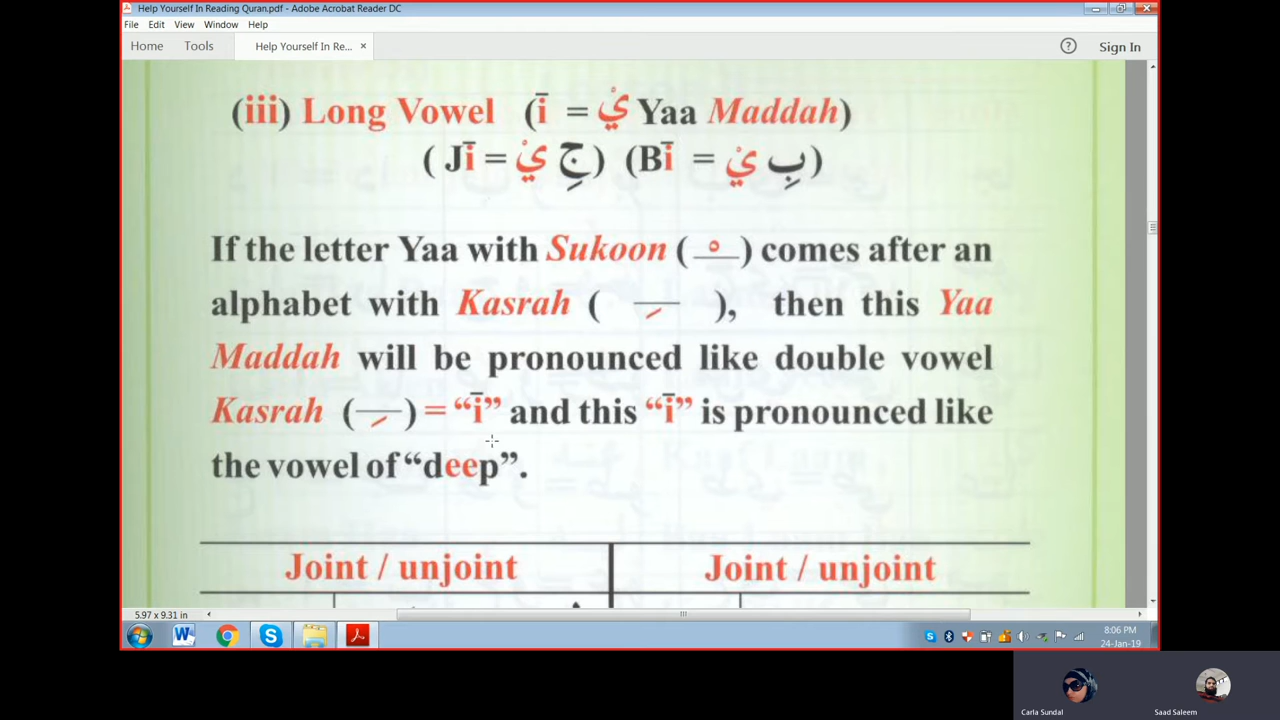 Help Yourself In Reading Quran.pdf - Adobe Acrobat Reader DC
File Edit View Window Help
Home Tools Help Yourself In Re... × Sign In
(iii) Long Vowel (ī = يْ Yaa Maddah)
( Jī = جِ يْ) (Bī = بِ يْ)
If the letter Yaa with Sukoon ( ْ ) comes after an
alphabet with Kasrah ( ِ ), then this Yaa
Maddah will be pronounced like double vowel
Kasrah ( ِ ) = “ī” and this “ī” is pronounced like
the vowel of “deep”.
Joint / unjoint Joint / unjoint
5.97 x 9.31 in
8:06 PM
24-Jan-19
Carla Sundal Saad Saleem